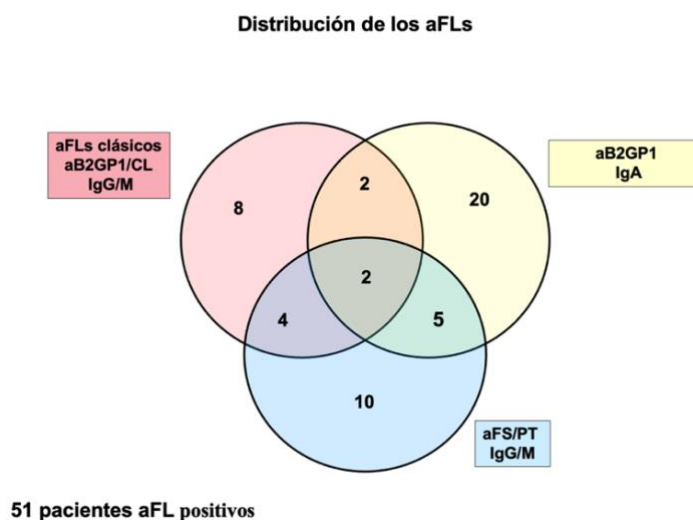 Distribución de los aFLs
aFLs clásicos
aB2GP1/CL
IgG/M
aB2GP1
IgA
8
2
20
2
4
5
10
aFS/PT
IgG/M
51 pacientes aFL positivos